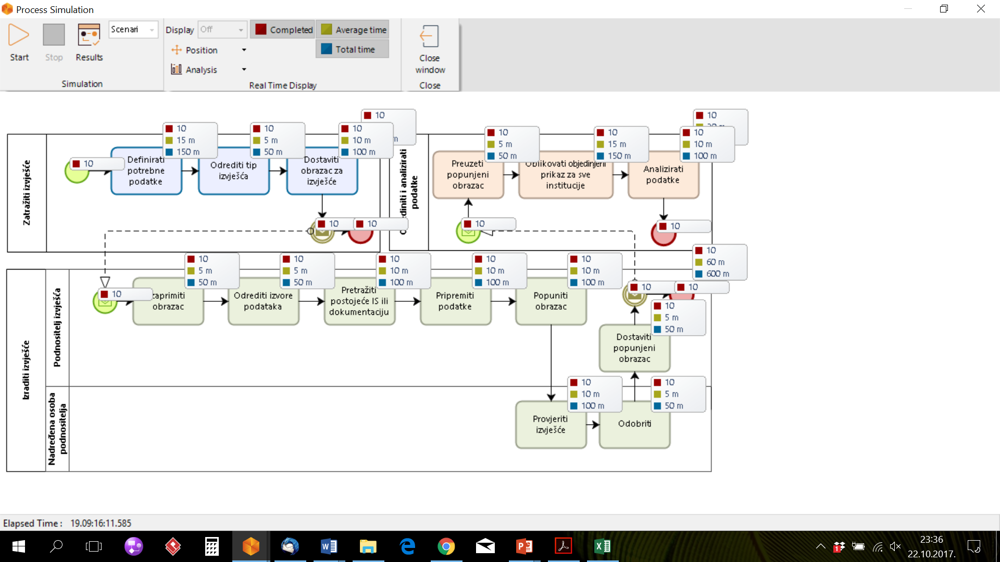 Process Simulation
Start
Stop
Results
Scenari
Simulation
Display
Off
Completed
Average time
Position
Total time
Analysis
Real Time Display
Close
window
Close
Zatražiti izvješće
10
Definirati
potrebne
podatke
10
15 m
150 m
Odrediti tip
izvješća
10
5 m
50 m
Dostaviti
obrazac za
izvješće
10
10 m
100 m
10
m
10
10
diniti i analizirati
podatke
Preuzeti
popunjeni
obrazac
10
5 m
50 m
Oblikovati objedinjeni
prikaz za sve
institucije
10
15 m
150 m
Analizirati
podatke
10
10 m
100 m
10
10
10
Izraditi izvješće
Podnositelj izvješća
10
zaprimiti
obrazac
10
5 m
50 m
Odrediti izvore
podataka
10
5 m
50 m
Pretražiti
postojeće IS ili
dokumentaciju
10
10 m
100 m
Pripremiti
podatke
10
10 m
100 m
Popuniti
obrazac
10
10 m
100 m
10
60 m
600 m
10
10
Dostaviti
popunjeni
obrazac
10
5 m
50 m
Nadređena osoba
podnositelja
Provjeriti
izvješće
10
10 m
100 m
Odobriti
10
5 m
50 m
Elapsed Time : 19.09:16:11.585
23:36
22.10.2017.